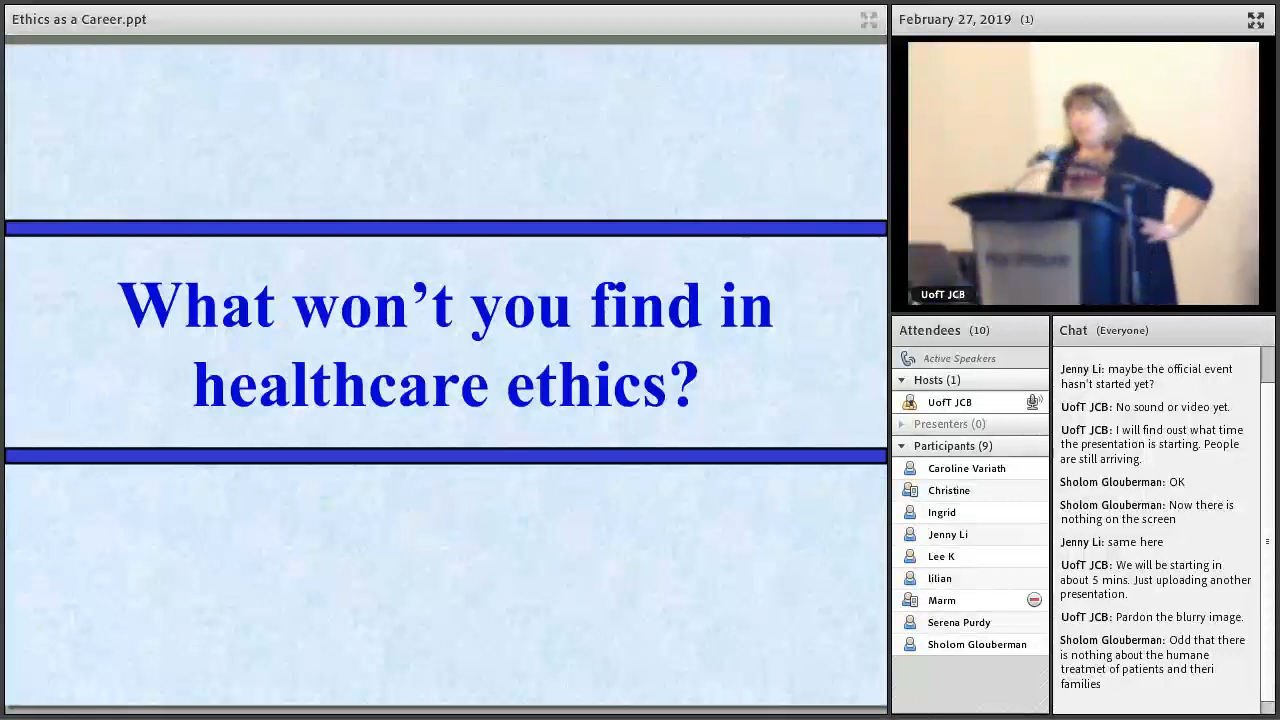 Ethics as a Career.ppt
What won’t you find in
healthcare ethics?
February 27, 2019 (1)
UofT JCB
Attendees (10)
Active Speakers
Hosts (1)
UofT JCB
Presenters (0)
Participants (9)
Caroline Variath
Christine
Ingrid
Jenny Li
Lee K
lilian
Marm
Serena Purdy
Sholom Glouberman
Chat (Everyone)
Jenny Li: maybe the official event
hasn't started yet?
UofT JCB: No sound or video yet.
UofT JCB: I will find oust what time
the presentation is starting. People
are still arriving.
Sholom Glouberman: OK
Sholom Glouberman: Now there is
nothing on the screen
Jenny Li: same here
UofT JCB: We will be starting in
about 5 mins. Just uploading another
presentation.
UofT JCB: Pardon the blurry image.
Sholom Glouberman: Odd that there
is nothing about the humane
treatmet of patients and theri
families